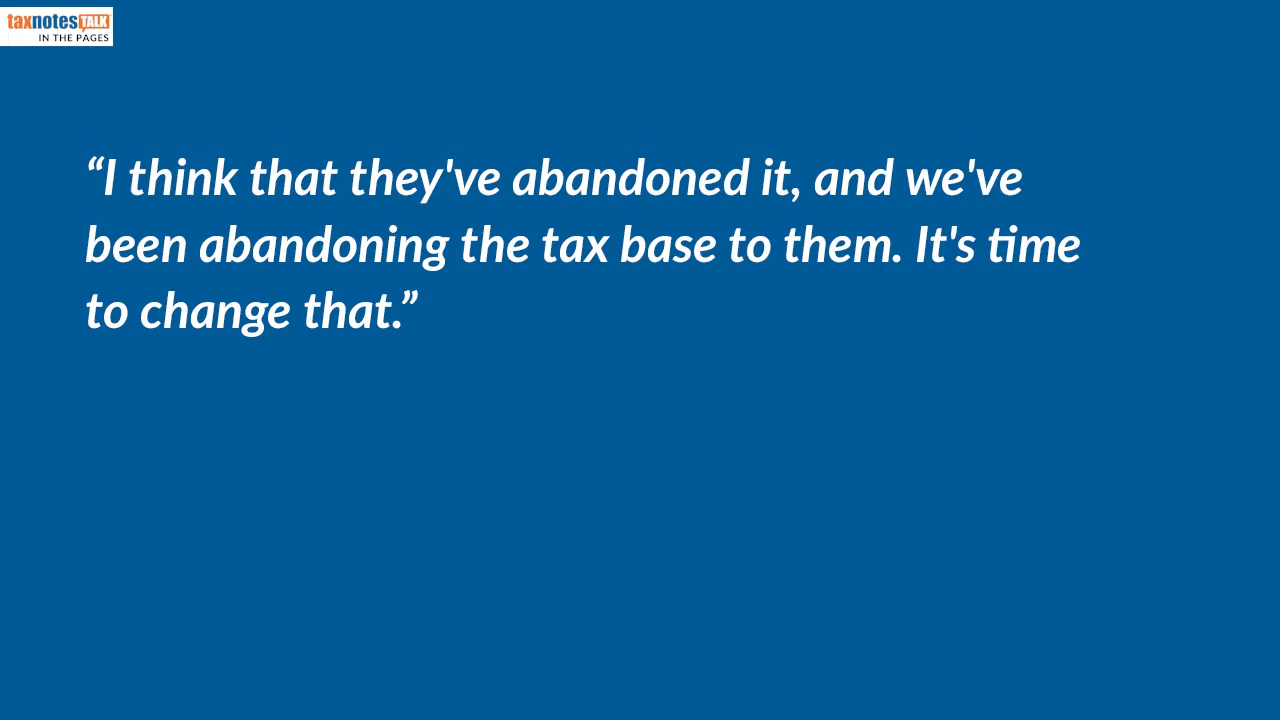 taxnotes TALK
IN THE PAGES
“I think that they've abandoned it, and we've
been abandoning the tax base to them. It's time
to change that.”